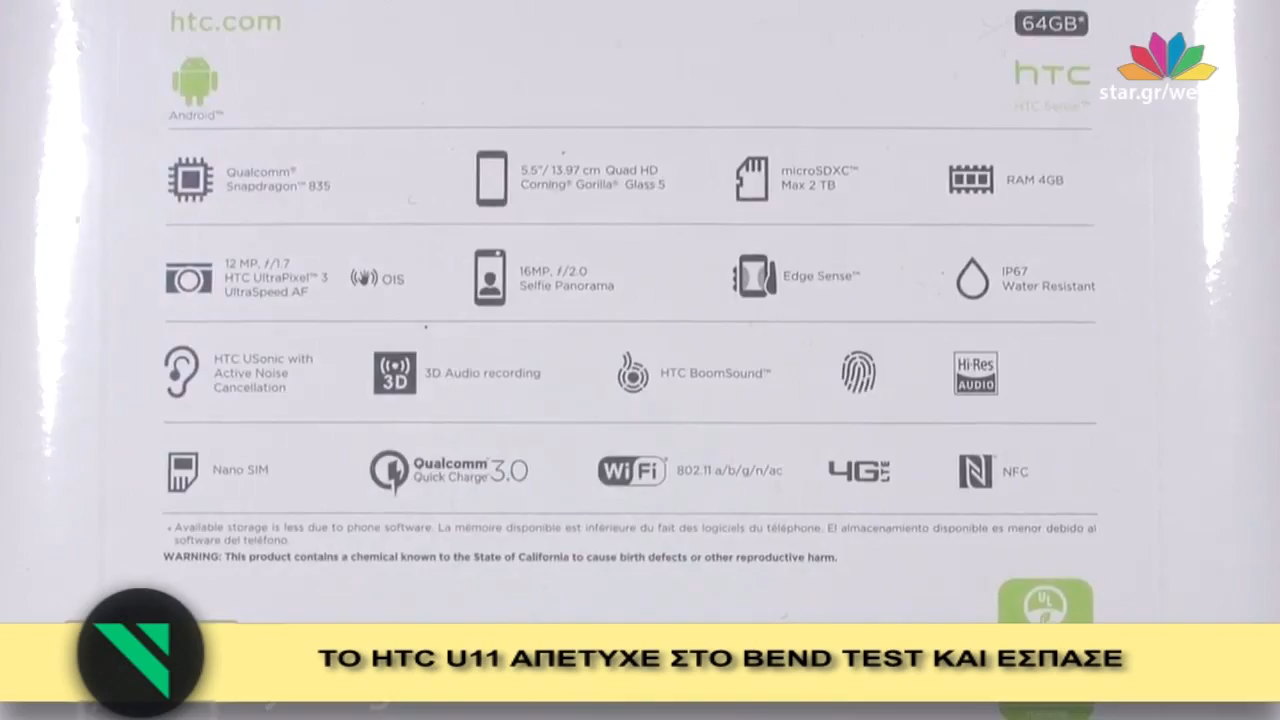 htc.com
64GB*
Android™
hTC
HTC Sense™
star.gr/we
Qualcomm®
Snapdragon™ 835
5.5"/ 13.97 cm Quad HD
Corning® Gorilla® Glass 5
microSDXC™
Max 2 TB
RAM 4GB
12 MP, ƒ/1.7
HTC UltraPixel™ 3
UltraSpeed AF
OIS
16MP, ƒ/2.0
Selfie Panorama
Edge Sense™
IP67
Water Resistant
HTC USonic with
Active Noise
Cancellation
3D
3D Audio recording
HTC BoomSound™
Hi-Res
AUDIO
Nano SIM
Qualcomm
Quick Charge 3.0
WiFi
802.11 a/b/g/n/ac
4G LTE
NFC
* Available storage is less due to phone software. La mémoire disponible est inférieure du fait des logiciels du téléphone. El almacenamiento disponible es menor debido al
software del teléfono.
WARNING: This product contains a chemical known to the State of California to cause birth defects or other reproductive harm.
UL
ΤΟ HTC U11 ΑΠΕΤΥΧΕ ΣΤΟ BEND TEST ΚΑΙ ΕΣΠΑΣΕ